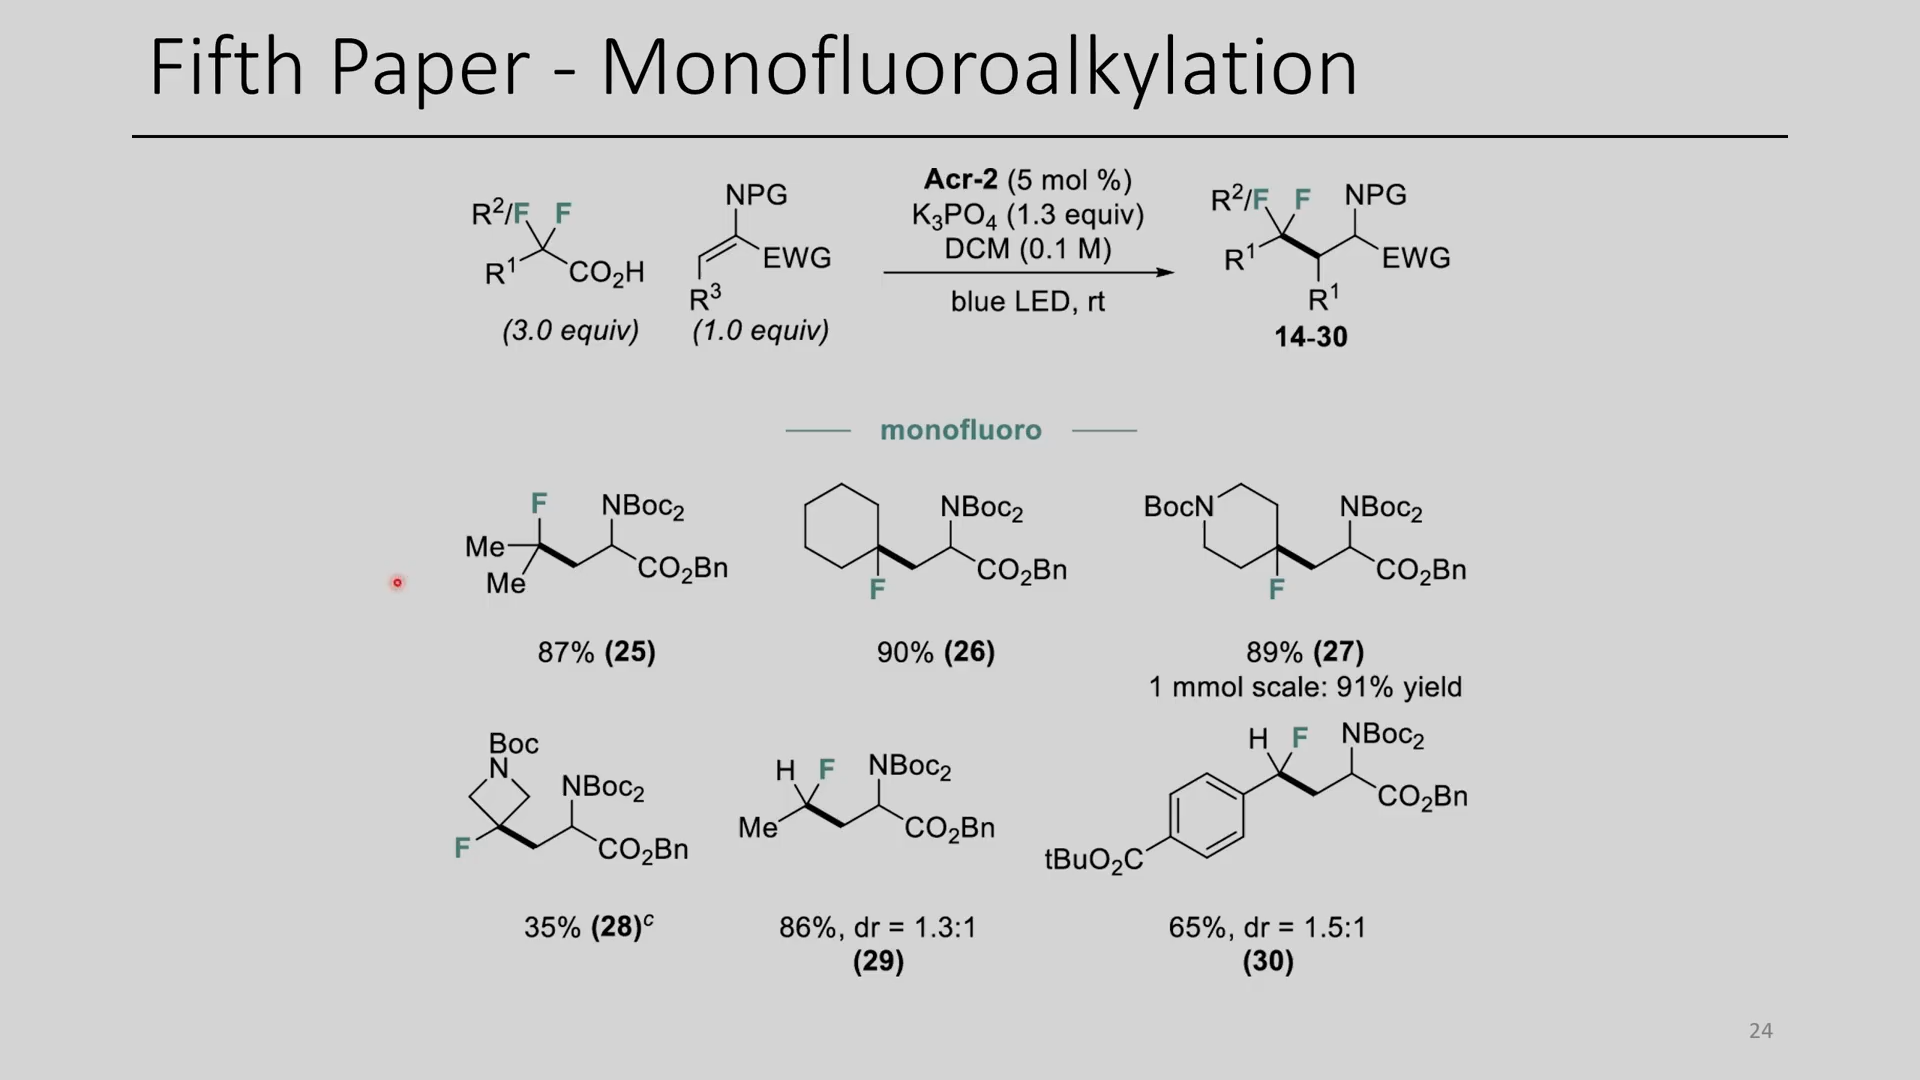 Fifth Paper - Monofluoroalkylation
R²/F F
R¹ CO₂H
(3.0 equiv)
NPG
EWG
R³
(1.0 equiv)
Acr-2 (5 mol %)
K₃PO₄ (1.3 equiv)
DCM (0.1 M)
blue LED, rt
R²/F F NPG
R¹ EWG
R¹
14-30
monofluoro
F NBoc₂
Me
Me CO₂Bn
87% (25)
NBoc₂
CO₂Bn
F
90% (26)
BocN NBoc₂
CO₂Bn
F
89% (27)
1 mmol scale: 91% yield
Boc
N
NBoc₂
F CO₂Bn
35% (28)ᶜ
H F NBoc₂
Me CO₂Bn
86%, dr = 1.3:1
(29)
H F NBoc₂
CO₂Bn
tBuO₂C
65%, dr = 1.5:1
(30)
24